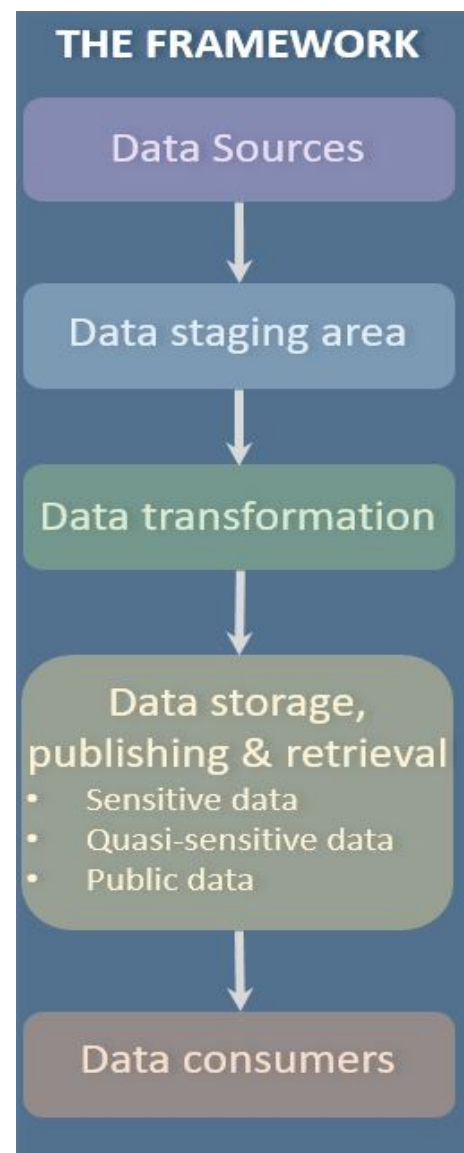 THE FRAMEWORK
Data Sources
Data staging area
Data transformation
Data storage,
publishing & retrieval
• Sensitive data
• Quasi-sensitive data
• Public data
Data consumers